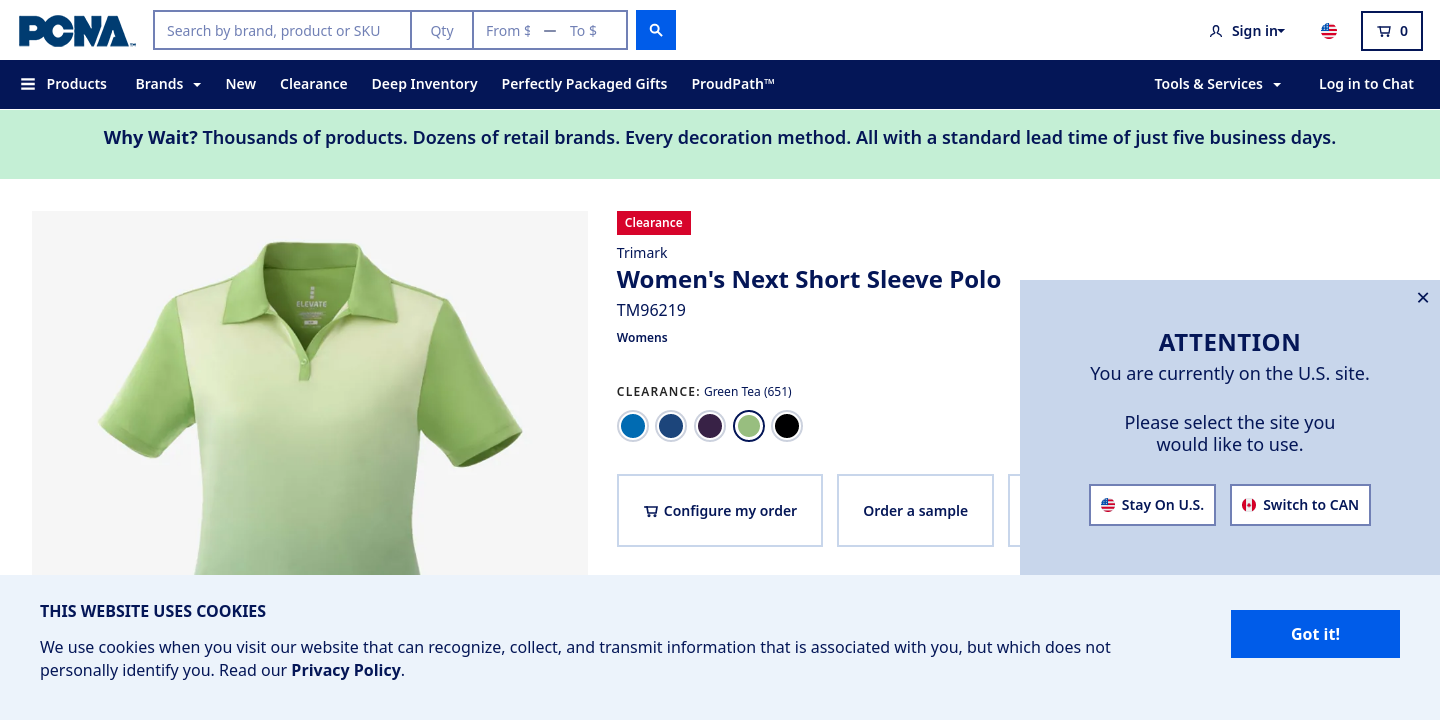 PCNA™
Search by brand, product or SKU
Qty
From $ — To $
Sign in
0
Products
Brands
New
Clearance
Deep Inventory
Perfectly Packaged Gifts
ProudPath™
Tools & Services
Log in to Chat
Why Wait? Thousands of products. Dozens of retail brands. Every decoration method. All with a standard lead time of just five business days.
ELEVATE
Clearance
Trimark
Women's Next Short Sleeve Polo
TM96219
Womens
CLEARANCE: Green Tea (651)
Configure my order
Order a sample
ATTENTION
You are currently on the U.S. site.
Please select the site you
would like to use.
Stay On U.S.
Switch to CAN
THIS WEBSITE USES COOKIES
We use cookies when you visit our website that can recognize, collect, and transmit information that is associated with you, but which does not
personally identify you. Read our Privacy Policy.
Got it!